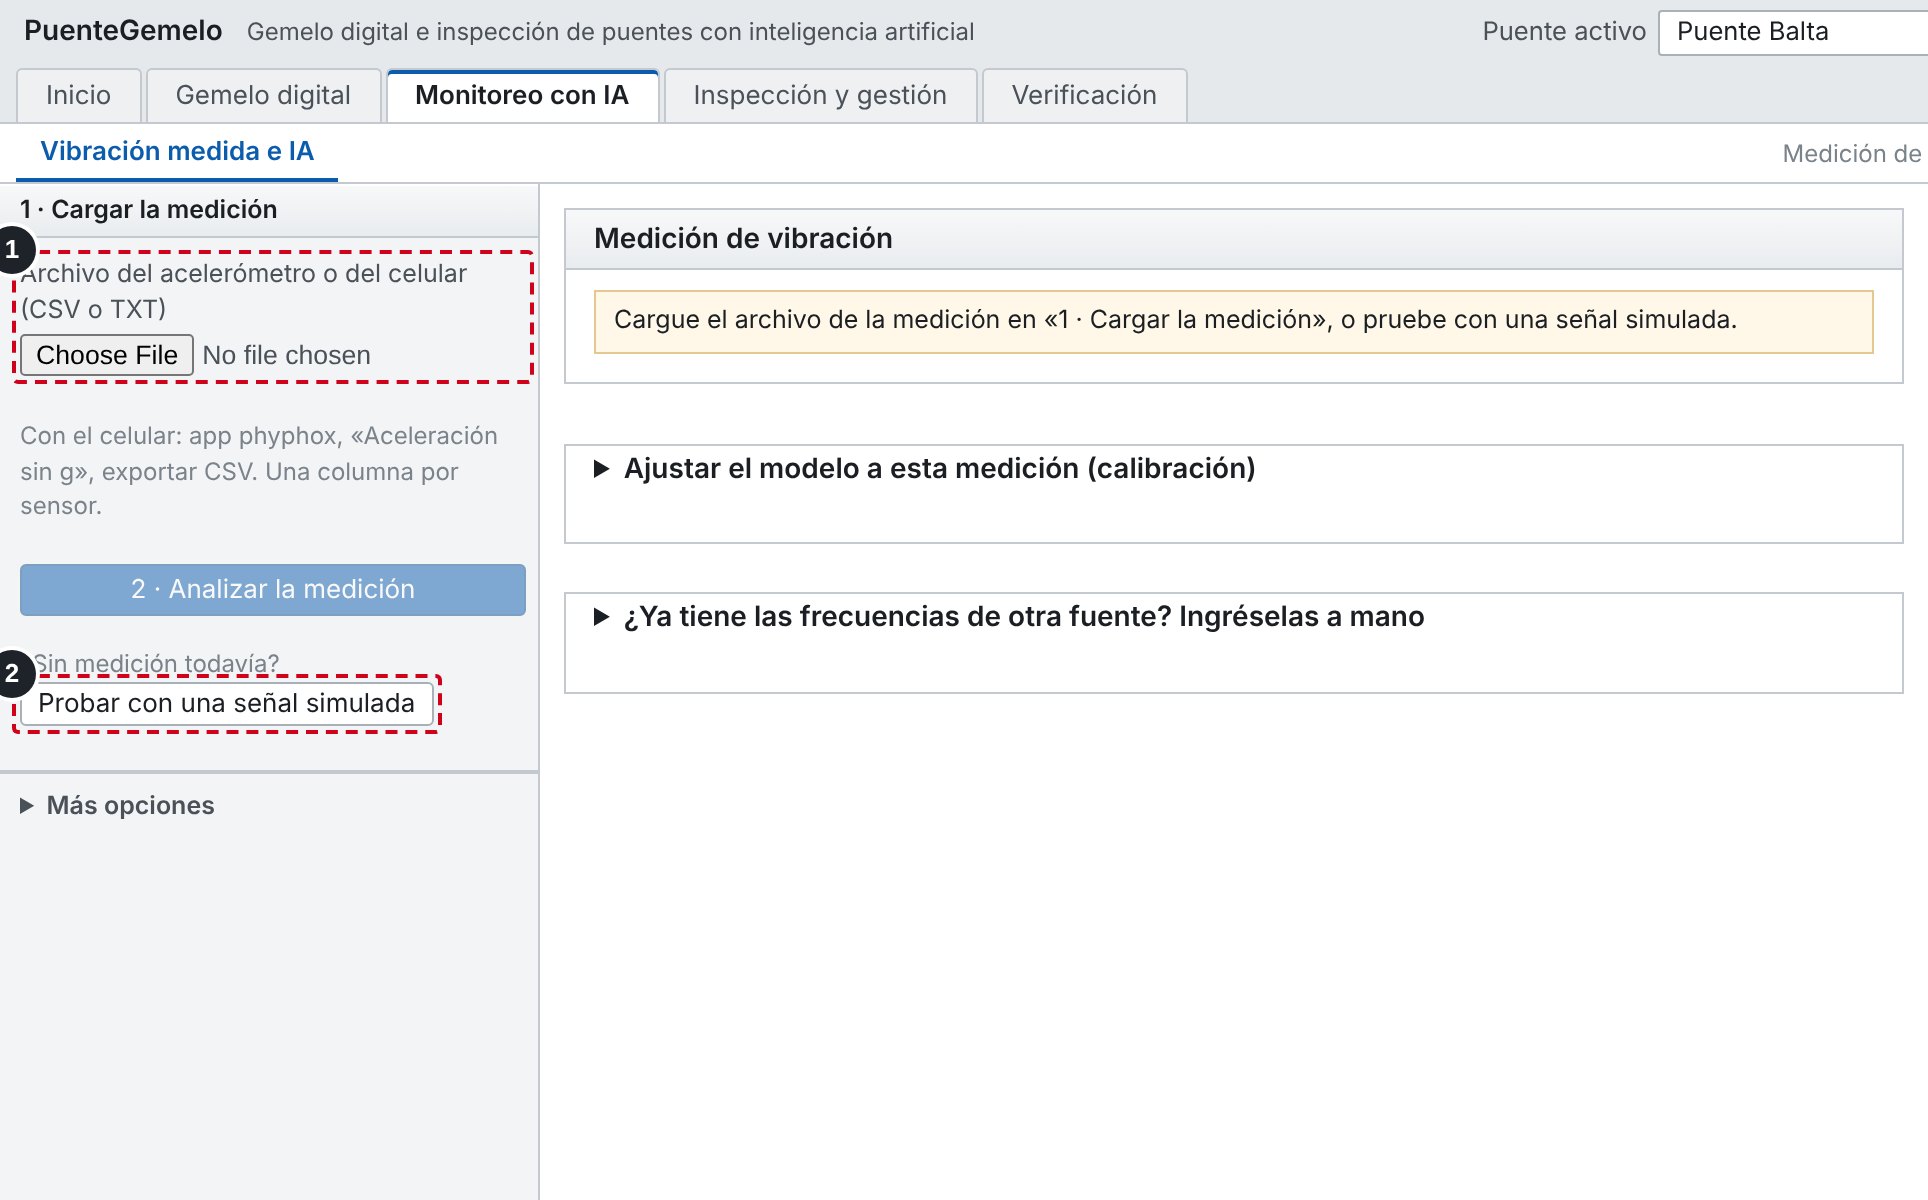 PuenteGemelo Gemelo digital e inspección de puentes con inteligencia artificial Puente activo Puente Balta
Inicio Gemelo digital Monitoreo con IA Inspección y gestión Verificación
Vibración medida e IA Medición de
1 · Cargar la medición
1
Archivo del acelerómetro o del celular
(CSV o TXT)
Choose File No file chosen
Con el celular: app phyphox, «Aceleración
sin g», exportar CSV. Una columna por
sensor.
2 · Analizar la medición
2
Sin medición todavía?
Probar con una señal simulada
Más opciones
Medición de vibración
Cargue el archivo de la medición en «1 · Cargar la medición», o pruebe con una señal simulada.
Ajustar el modelo a esta medición (calibración)
¿Ya tiene las frecuencias de otra fuente? Ingréselas a mano